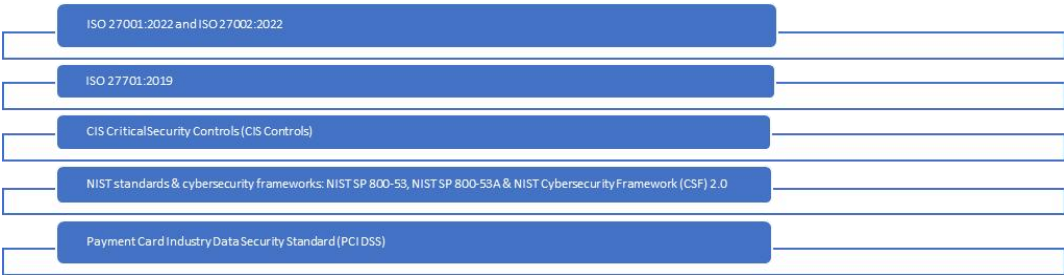 ISO 27001:2022 and ISO 27002:2022
ISO 27701:2019
CIS Critical Security Controls (CIS Controls)
NIST standards & cybersecurity frameworks: NIST SP 800-53, NIST SP 800-53A & NIST Cybersecurity Framework (CSF) 2.0
Payment Card Industry Data Security Standard (PCI DSS)